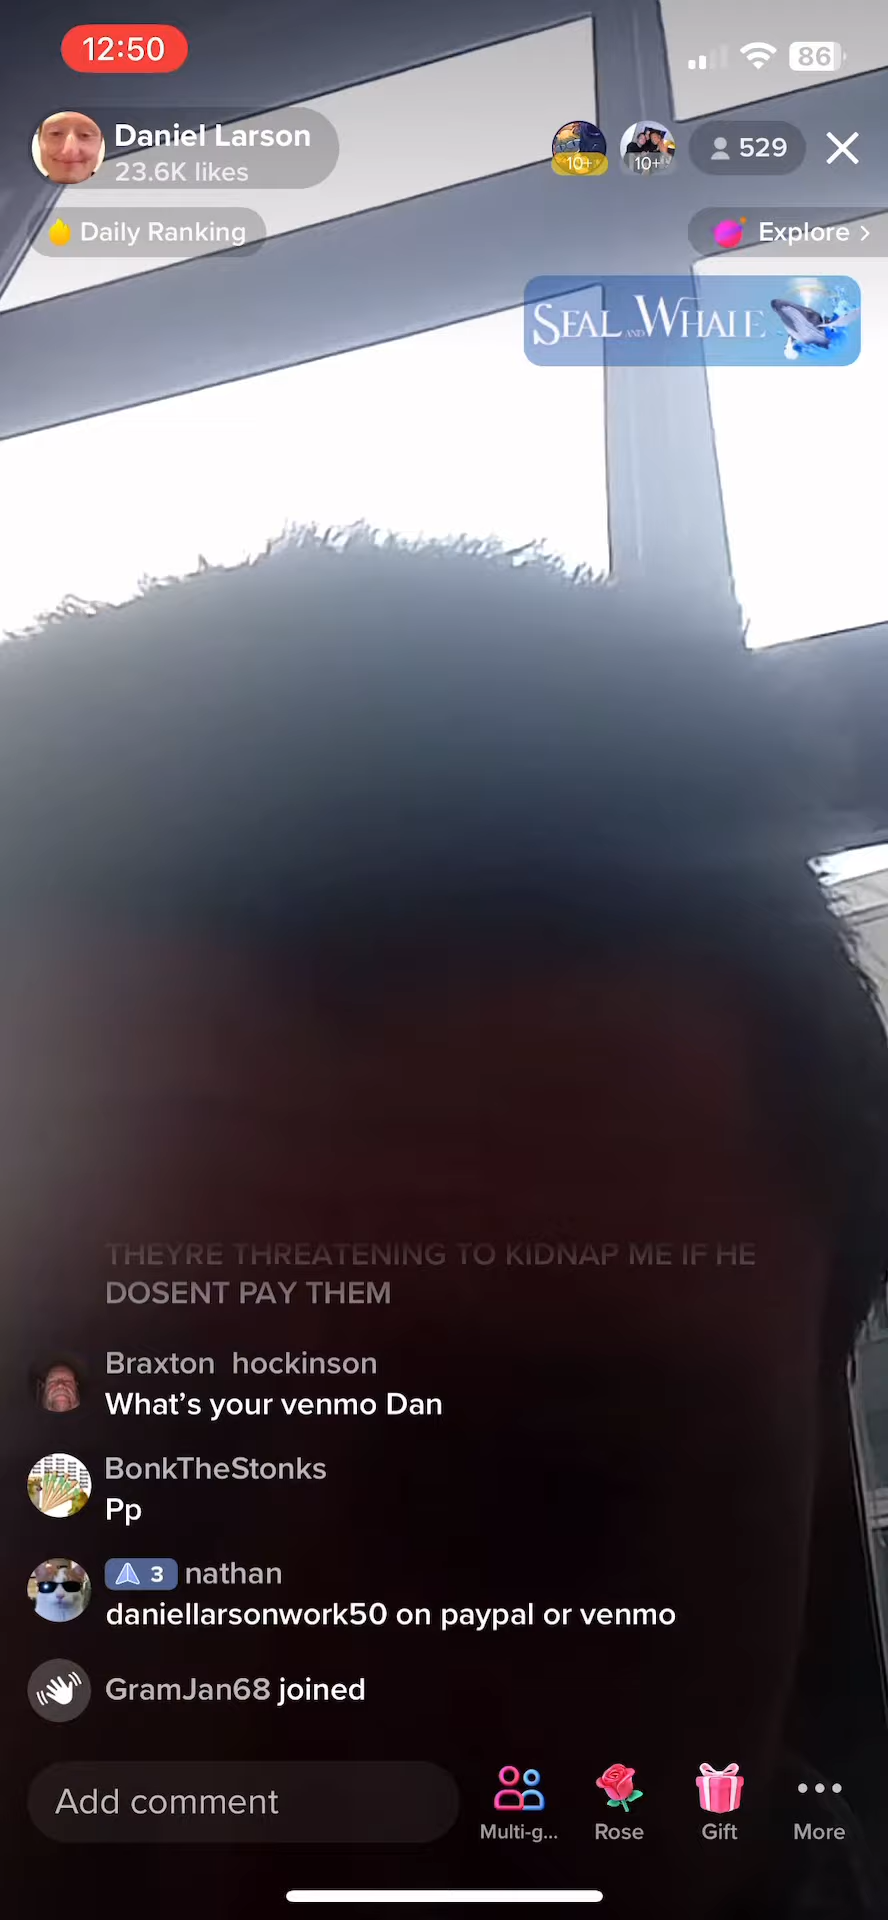 12:50
86
Daniel Larson
23.6K likes
10+
10+
529
Daily Ranking
Explore >
SEAL AND WHALE
THEYRE THREATENING TO KIDNAP ME IF HE
DOSENT PAY THEM
Braxton hockinson
What's your venmo Dan
BonkTheStonks
Pp
3 nathan
daniellarsonwork50 on paypal or venmo
GramJan68 joined
Add comment
Multi-g...
Rose
Gift
More